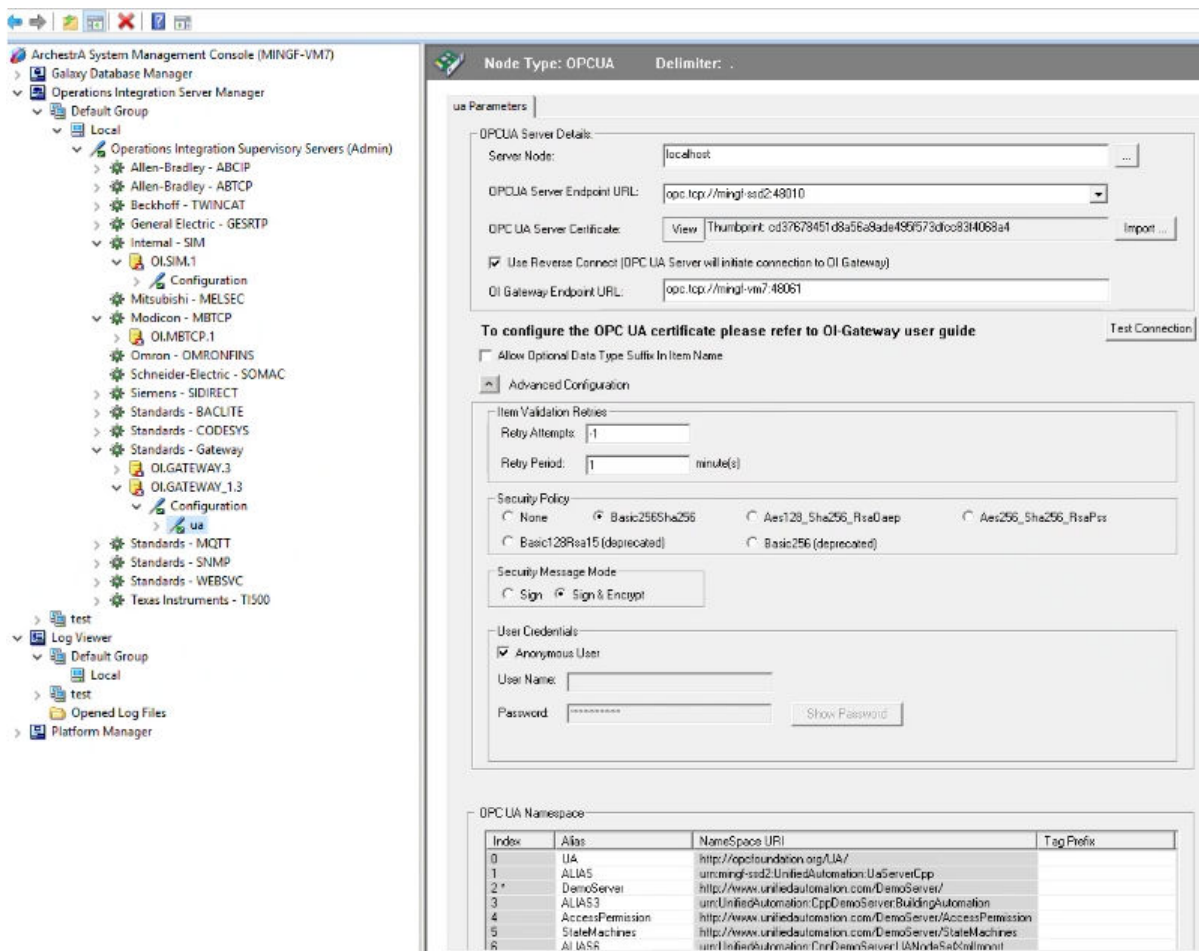 ArchestrA System Management Console (MINGF-VM7)
Galaxy Database Manager
Operations Integration Server Manager
Default Group
Local
Operations Integration Supervisory Servers (Admin)
Allen-Bradley - ABCIP
Allen-Bradley - ABTCP
Beckhoff - TWINCAT
General Electric - GESRTP
Internal - SIM
OI.SIM.1
Configuration
Mitsubishi - MELSEC
Modicon - MBTCP
OI.MBTCP.1
Omron - OMRONFINS
Schneider-Electric - SOMAC
Siemens - SIDIRECT
Standards - BACLITE
Standards - CODESYS
Standards - Gateway
OI.GATEWAY.3
OI.GATEWAY_1.3
Configuration
ua
Standards - MQTT
Standards - SNMP
Standards - WEBSVC
Texas Instruments - TI500
test
Log Viewer
Default Group
Local
test
Opened Log Files
Platform Manager
Node Type: OPCUA Delimiter: .
ua Parameters
OPCUA Server Details:
Server Node: localhost ...
OPCUA Server Endpoint URL: opc.tcp://mingf-ssd2:48010
OPC UA Server Certificate: View Thumbprint: cd37678451d8a56a9ade495f573dfcc83f4068a4 Import ...
Use Reverse Connect (OPC UA Server will initiate connection to OI Gateway)
OI Gateway Endpoint URL: opc.tcp://mingf-vm7:48061
To configure the OPC UA certificate please refer to OI-Gateway user guide Test Connection
Allow Optional Data Type Suffix In Item Name
Advanced Configuration
Item Validation Retries
Retry Attempts: -1
Retry Period: 1 minute(s)
Security Policy
None Basic256Sha256 Aes128_Sha256_RsaOaep Aes256_Sha256_RsaPss
Basic128Rsa15 (deprecated) Basic256 (deprecated)
Security Message Mode
Sign Sign & Encrypt
User Credentials
Anonymous User
User Name:
Password: ********** Show Password
OPC UA Namespace
Index Alias NameSpace URI Tag Prefix
0 UA http://opcfoundation.org/UA/
1 ALIAS urn:mingf-ssd2:UnifiedAutomation:UaServerCpp
2 * DemoServer http://www.unifiedautomation.com/DemoServer/
3 ALIAS3 urn:UnifiedAutomation:CppDemoServer:BuildingAutomation
4 AccessPermission http://www.unifiedautomation.com/DemoServer/AccessPermission
5 StateMachines http://www.unifiedautomation.com/DemoServer/StateMachines
6 ALIAS6 urn:UnifiedAutomation:CppDemoServer:UANodeSetXmlImport